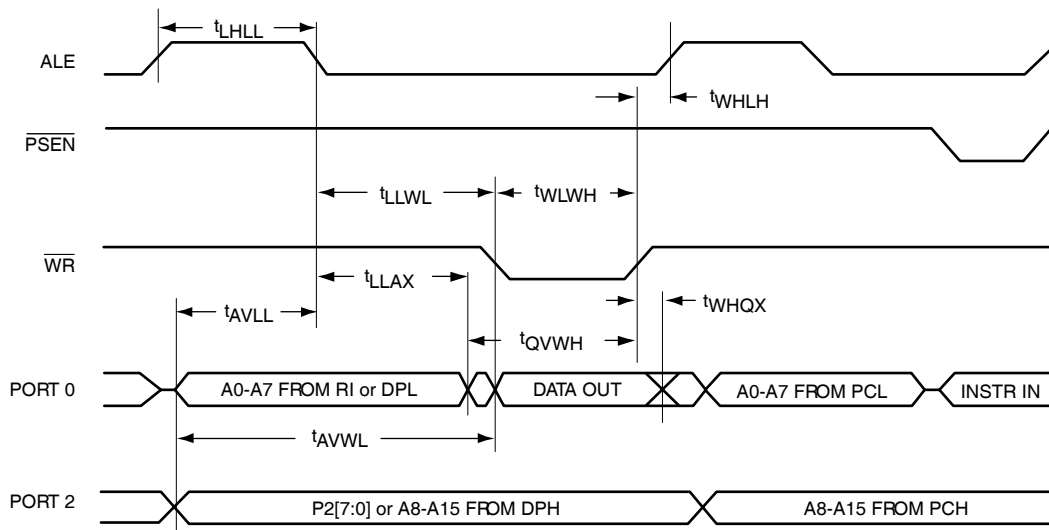 tLHLL
ALE
tWHLH
PSEN
tLLWL
tWLWH
WR
tLLAX
tWHQX
tAVLL
tQVWH
PORT 0
A0-A7 FROM RI or DPL
DATA OUT
A0-A7 FROM PCL
INSTR IN
tAVWL
PORT 2
P2[7:0] or A8-A15 FROM DPH
A8-A15 FROM PCH